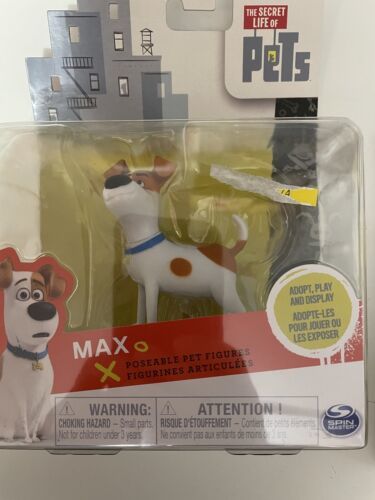 THE SECRET
LIFE OF
PETS
ADOPT, PLAY
AND DISPLAY
ADOPTE-LES
POUR JOUER OU
LES EXPOSER
MAX
POSEABLE PET FIGURES
FIGURINES ARTICULÉES
WARNING:
CHOKING HAZARD – Small parts.
Not for children under 3 years.
ATTENTION !
RISQUE D'ÉTOUFFEMENT – Contient de petits éléments.
Ne convient pas aux enfants de moins de 3 ans.
SPIN
MASTER